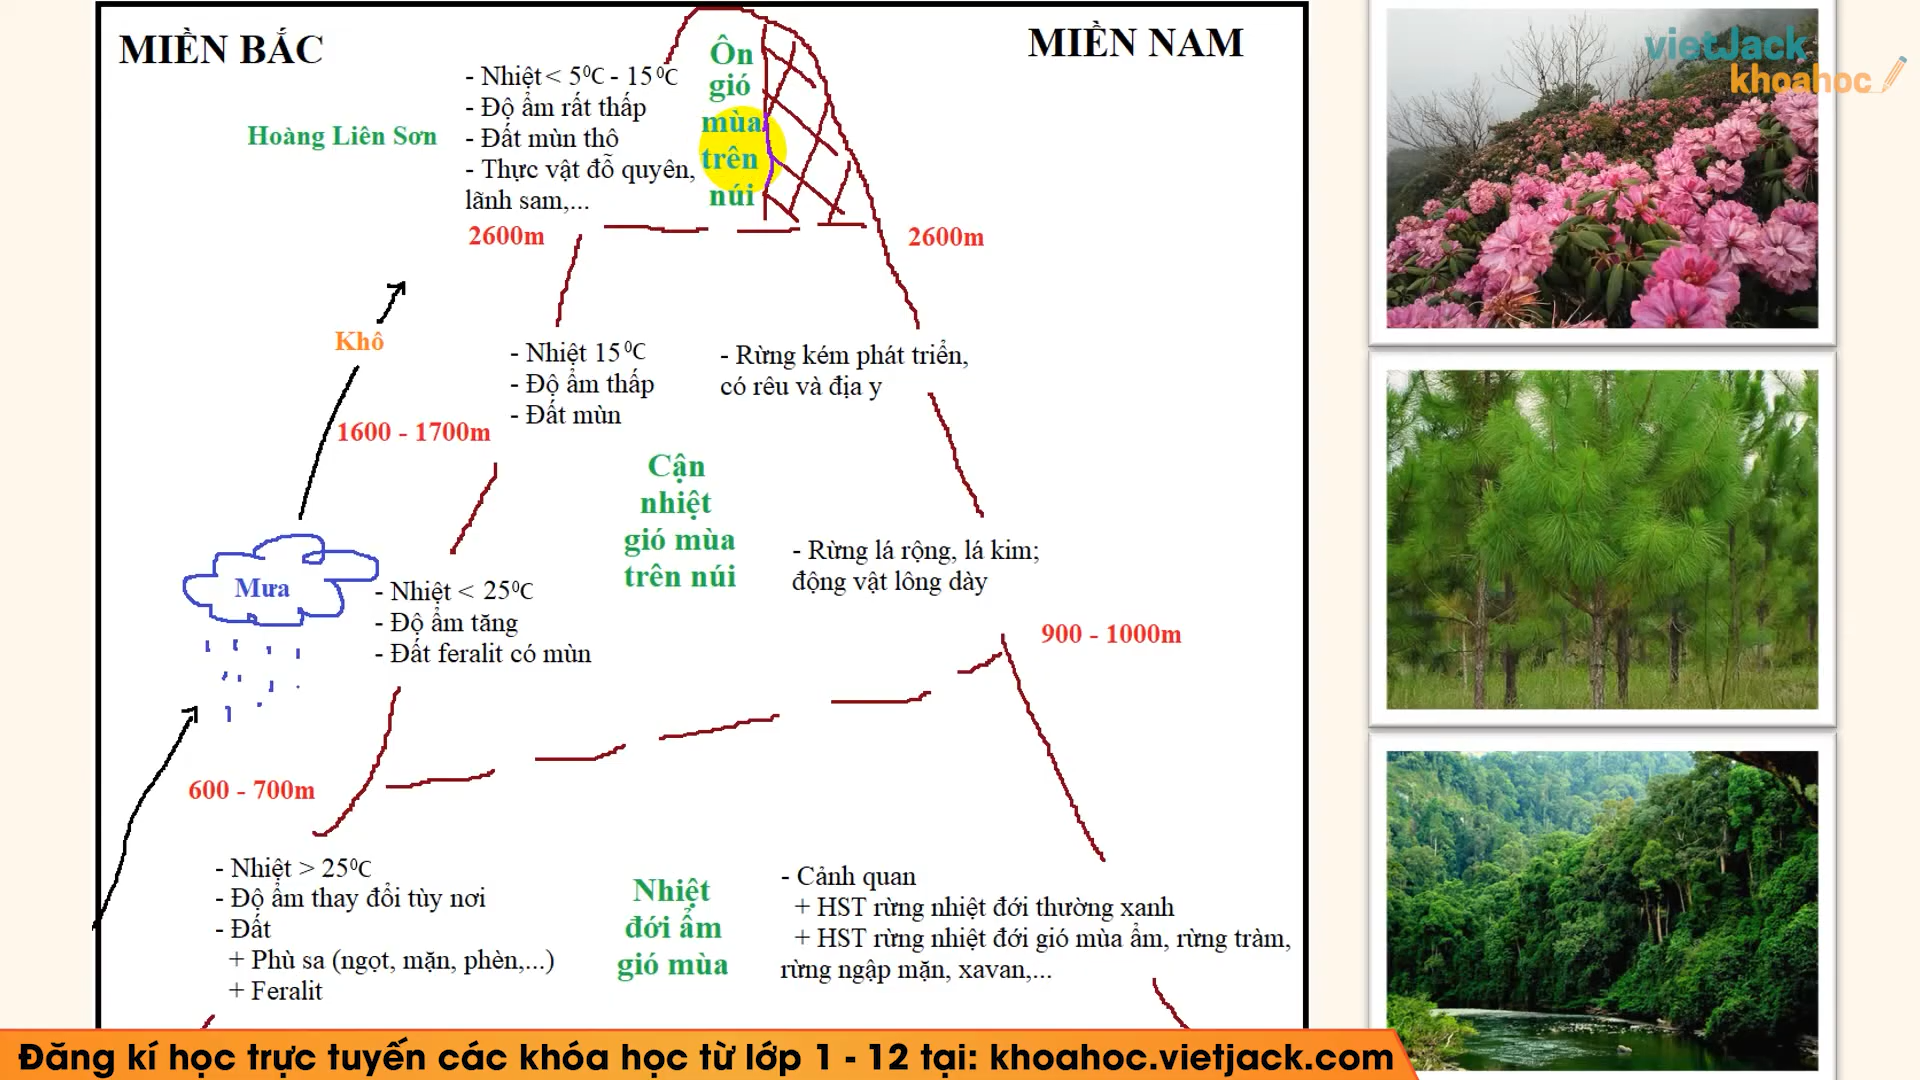 MIỀN BẮC
MIỀN NAM
Hoàng Liên Sơn
- Nhiệt < 5⁰C - 15⁰C
- Độ ẩm rất thấp
- Đất mùn thô
- Thực vật đỗ quyên,
lãnh sam,...
Ôn
gió
mùa
trên
núi
2600m
2600m
Khô
- Nhiệt 15⁰C
- Độ ẩm thấp
- Đất mùn
- Rừng kém phát triển,
có rêu và địa y
1600 - 1700m
Cận
nhiệt
gió mùa
trên núi
- Rừng lá rộng, lá kim;
động vật lông dày
Mưa
- Nhiệt < 25⁰C
- Độ ẩm tăng
- Đất feralit có mùn
900 - 1000m
600 - 700m
- Nhiệt > 25⁰C
- Độ ẩm thay đổi tùy nơi
- Đất
+ Phù sa (ngọt, mặn, phèn,...)
+ Feralit
Nhiệt
đới ẩm
gió mùa
- Cảnh quan
+ HST rừng nhiệt đới thường xanh
+ HST rừng nhiệt đới gió mùa ẩm, rừng tràm,
rừng ngập mặn, xavan,...
vietJack
khoahoc
Đăng kí học trực tuyến các khóa học từ lớp 1 - 12 tại: khoahoc.vietjack.com